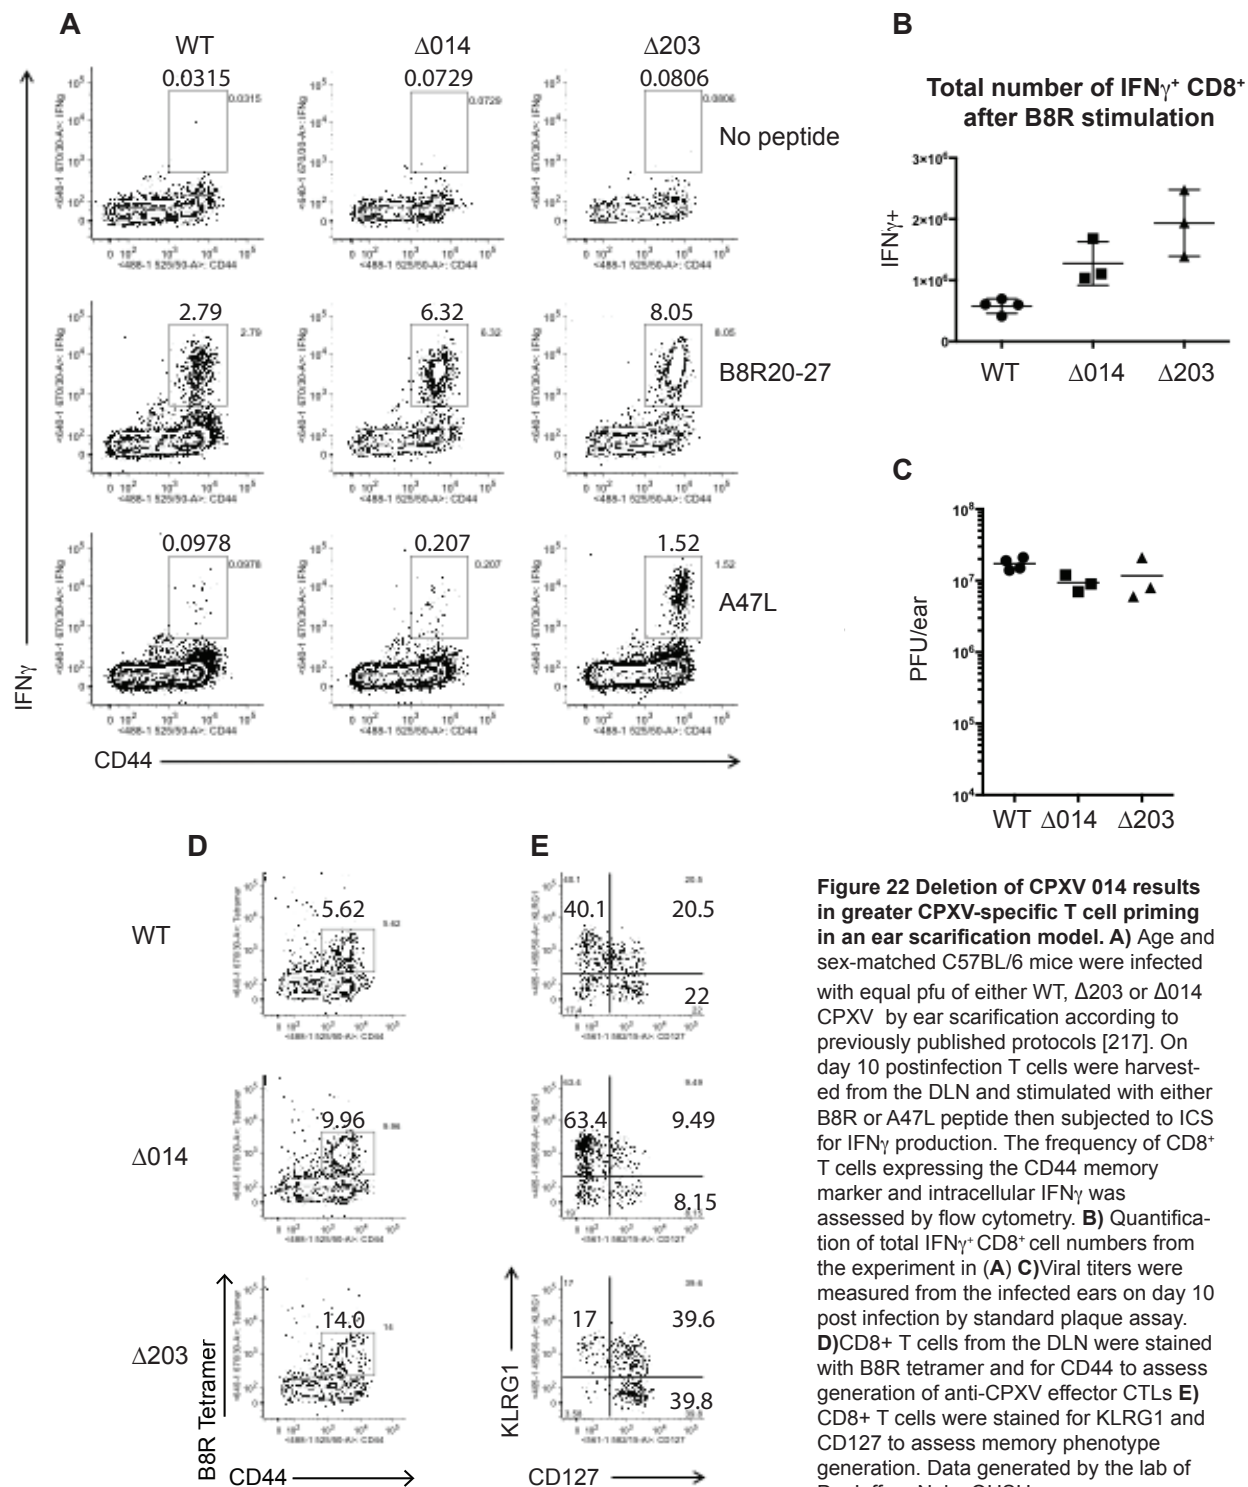 A
WT
Δ014
Δ203
0.0315
0.0729
0.0806
No peptide
2.79
6.32
8.05
B8R20-27
0.0978
0.207
1.52
A47L
IFNγ
CD44
B
Total number of IFNγ⁺ CD8⁺
after B8R stimulation
3×10⁶
2×10⁶
1×10⁶
0
IFNγ+
WT
Δ014
Δ203
C
10⁸
10⁷
10⁶
10⁵
10⁴
PFU/ear
WT
Δ014
Δ203
D
WT
5.62
Δ014
9.96
Δ203
14.0
B8R Tetramer
CD44
E
40.1
20.5
22
63.4
9.49
8.15
17
39.6
39.8
KLRG1
CD127
Figure 22 Deletion of CPXV 014 results
in greater CPXV-specific T cell priming
in an ear scarification model. A) Age and
sex-matched C57BL/6 mice were infected
with equal pfu of either WT, Δ203 or Δ014
CPXV by ear scarification according to
previously published protocols [217]. On
day 10 postinfection T cells were harvest-
ed from the DLN and stimulated with either
B8R or A47L peptide then subjected to ICS
for IFNγ production. The frequency of CD8⁺
T cells expressing the CD44 memory
marker and intracellular IFNγ was
assessed by flow cytometry. B) Quantifica-
tion of total IFNγ⁺ CD8⁺ cell numbers from
the experiment in (A) C)Viral titers were
measured from the infected ears on day 10
post infection by standard plaque assay.
D)CD8+ T cells from the DLN were stained
with B8R tetramer and for CD44 to assess
generation of anti-CPXV effector CTLs E)
CD8+ T cells were stained for KLRG1 and
CD127 to assess memory phenotype
generation. Data generated by the lab of